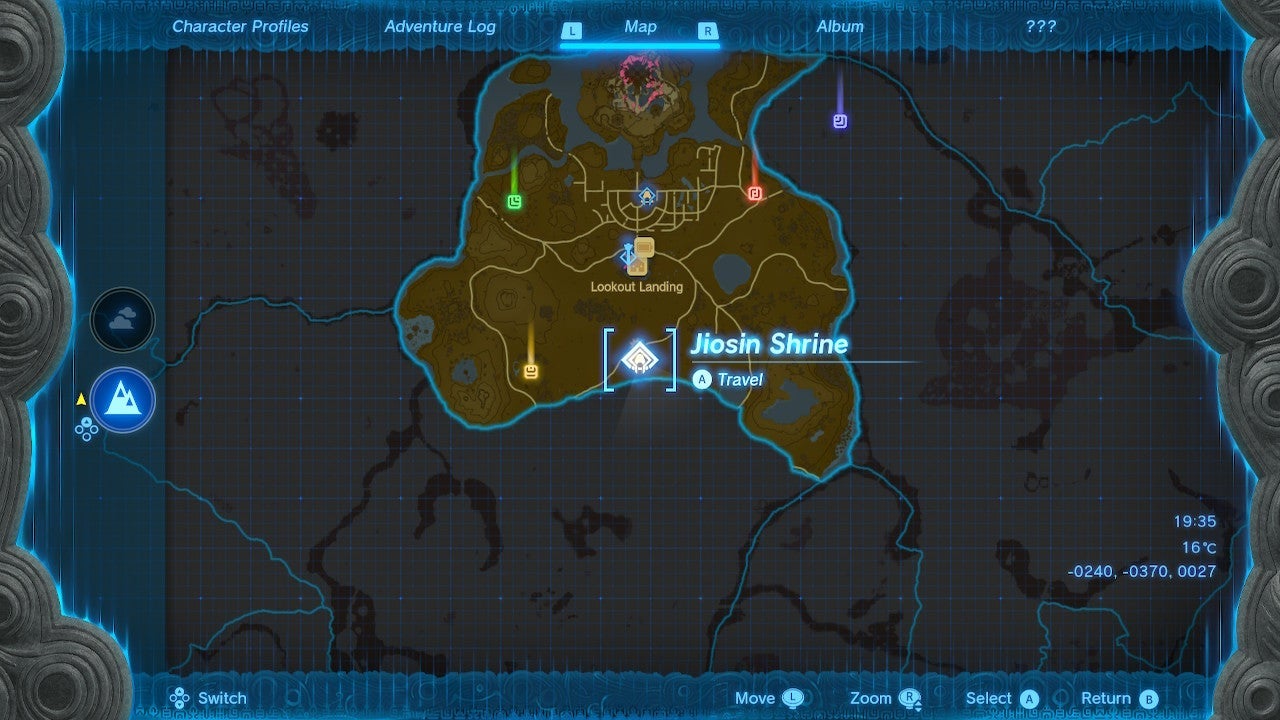 Character Profiles
Adventure Log
L
Map
R
Album
???
Lookout Landing
Jiosin Shrine
A Travel
19:35
16℃
-0240, -0370, 0027
Switch
Move L
Zoom R
Select A
Return B